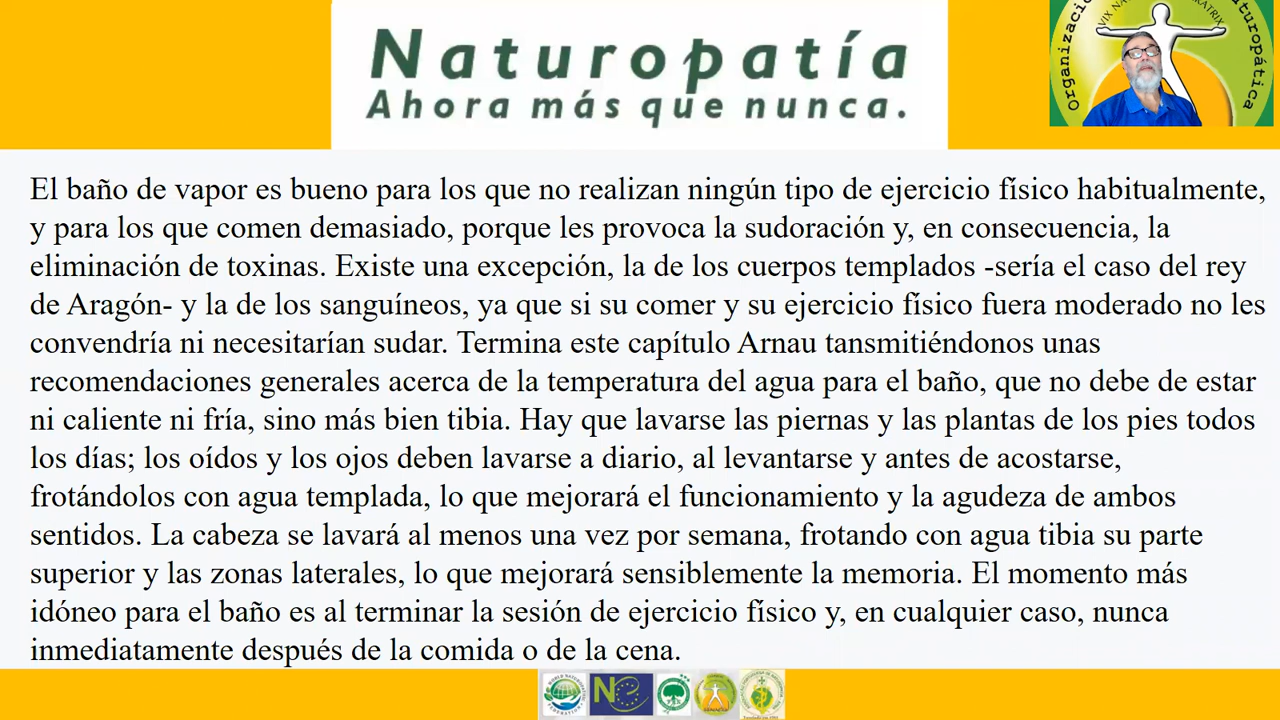 Naturopatía
Ahora más que nunca.
El baño de vapor es bueno para los que no realizan ningún tipo de ejercicio físico habitualmente,
y para los que comen demasiado, porque les provoca la sudoración y, en consecuencia, la
eliminación de toxinas. Existe una excepción, la de los cuerpos templados -sería el caso del rey
de Aragón- y la de los sanguíneos, ya que si su comer y su ejercicio físico fuera moderado no les
convendría ni necesitarían sudar. Termina este capítulo Arnau tansmitiéndonos unas
recomendaciones generales acerca de la temperatura del agua para el baño, que no debe de estar
ni caliente ni fría, sino más bien tibia. Hay que lavarse las piernas y las plantas de los pies todos
los días; los oídos y los ojos deben lavarse a diario, al levantarse y antes de acostarse,
frotándolos con agua templada, lo que mejorará el funcionamiento y la agudeza de ambos
sentidos. La cabeza se lavará al menos una vez por semana, frotando con agua tibia su parte
superior y las zonas laterales, lo que mejorará sensiblemente la memoria. El momento más
idóneo para el baño es al terminar la sesión de ejercicio físico y, en cualquier caso, nunca
inmediatamente después de la comida o de la cena.